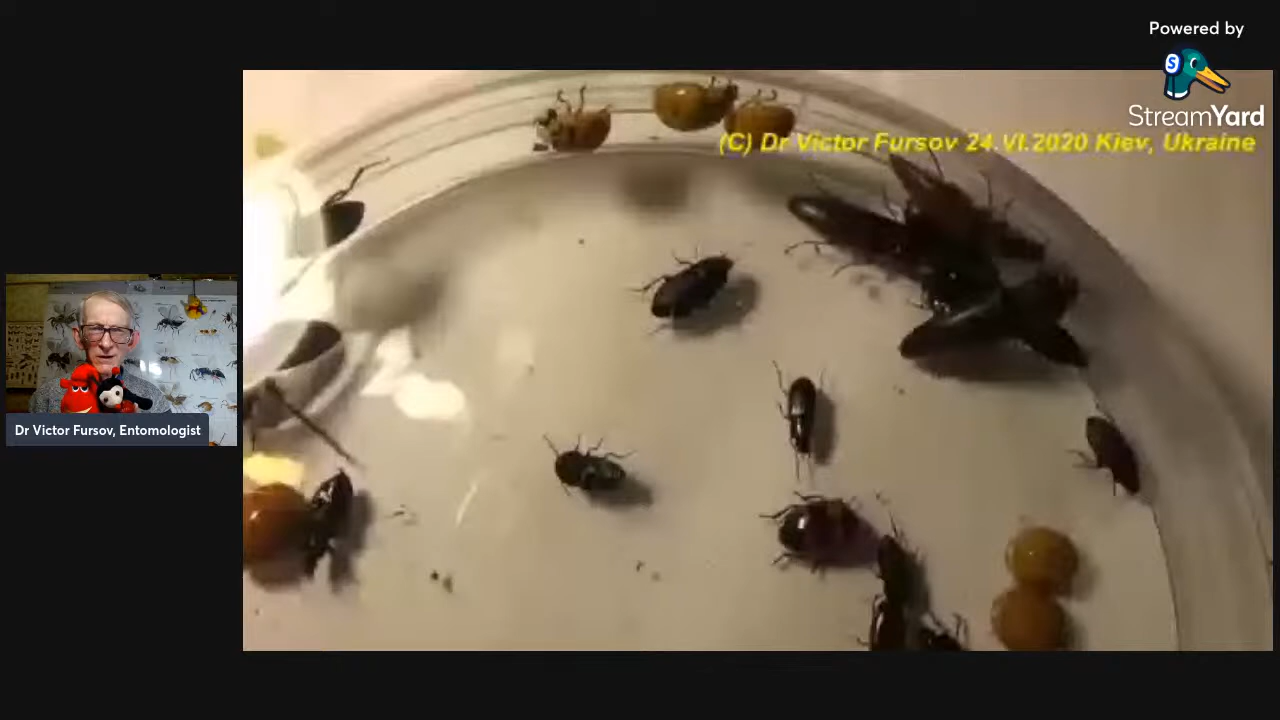 Powered by
StreamYard
(C) Dr Victor Fursov 24.VI.2020 Kiev, Ukraine
Dr Victor Fursov, Entomologist